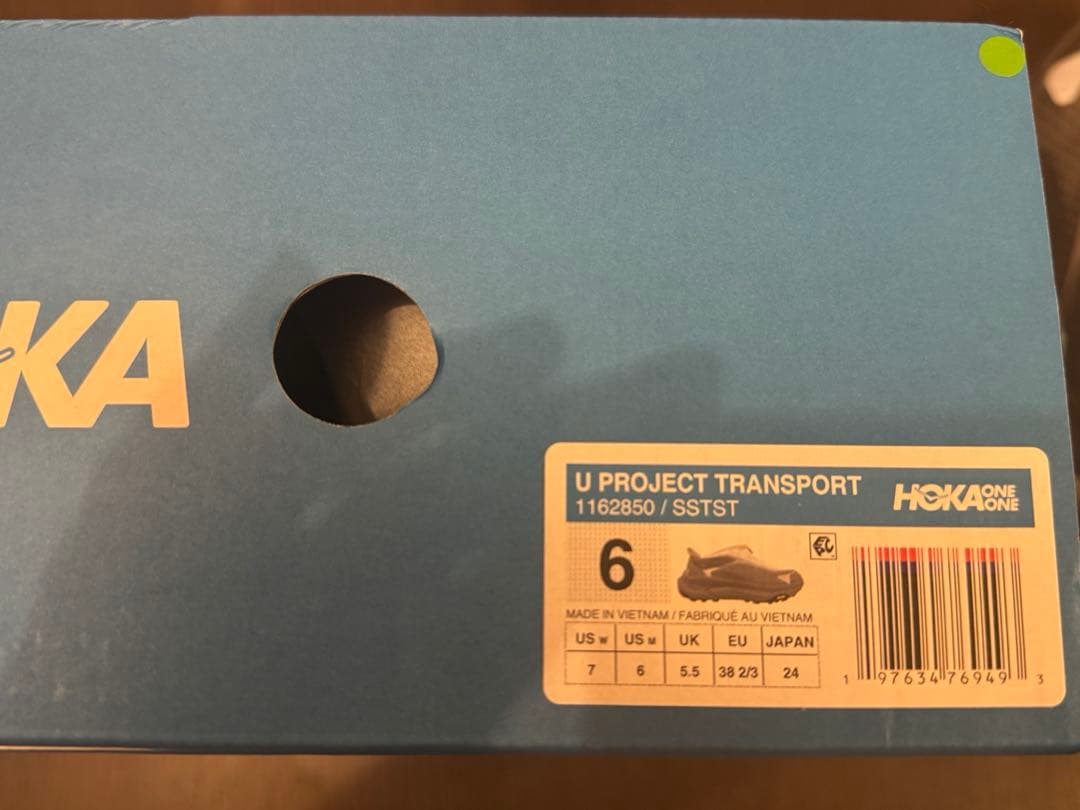 KA
U PROJECT TRANSPORT
1162850 / SSTST
HOKA ONE ONE
6
MADE IN VIETNAM / FABRIQUÉ AU VIETNAM
US W US M UK EU JAPAN
7 6 5.5 38 2/3 24
1 97634 76949 3